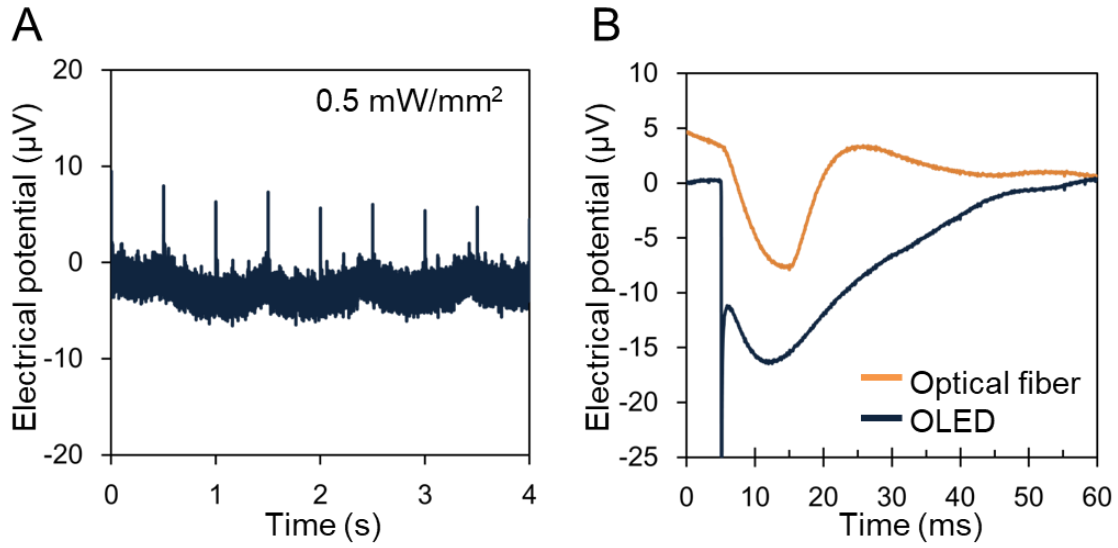 A
Electrical potential (µV)
20
10
0
-10
-20
0.5 mW/mm²
0
1
2
3
4
Time (s)
B
Electrical potential (µV)
10
5
0
-5
-10
-15
-20
-25
Optical fiber
OLED
0
10
20
30
40
50
60
Time (ms)